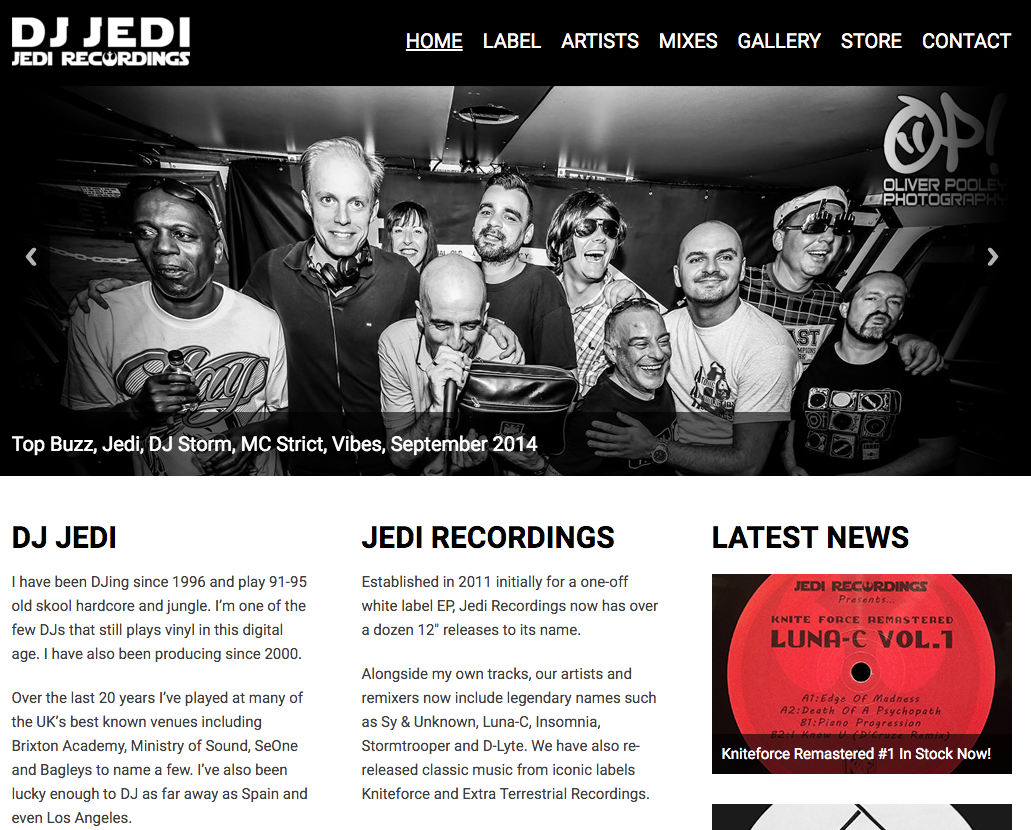 DJ JEDI
JEDI RECORDINGS
HOME LABEL ARTISTS MIXES GALLERY STORE CONTACT
OP!
OLIVER POOLEY
PHOTOGRAPHY
Top Buzz, Jedi, DJ Storm, MC Strict, Vibes, September 2014
DJ JEDI
I have been DJing since 1996 and play 91-95
old skool hardcore and jungle. I’m one of the
few DJs that still plays vinyl in this digital
age. I have also been producing since 2000.
Over the last 20 years I’ve played at many of
the UK’s best known venues including
Brixton Academy, Ministry of Sound, SeOne
and Bagleys to name a few. I’ve also been
lucky enough to DJ as far away as Spain and
even Los Angeles.
JEDI RECORDINGS
Established in 2011 initially for a one-off
white label EP, Jedi Recordings now has over
a dozen 12" releases to its name.
Alongside my own tracks, our artists and
remixers now include legendary names such
as Sy & Unknown, Luna-C, Insomnia,
Stormtrooper and D-Lyte. We have also re-
released classic music from iconic labels
Kniteforce and Extra Terrestrial Recordings.
LATEST NEWS
JEDI RECORDINGS
Presents...
KNITE FORCE REMASTERED
LUNA-C VOL.1
A1:Edge Of Madness
A2:Death Of A Psychopath
B1:Piano Progression
B2:I Know U (D'Cruze Remix)
Kniteforce Remastered #1 In Stock Now!